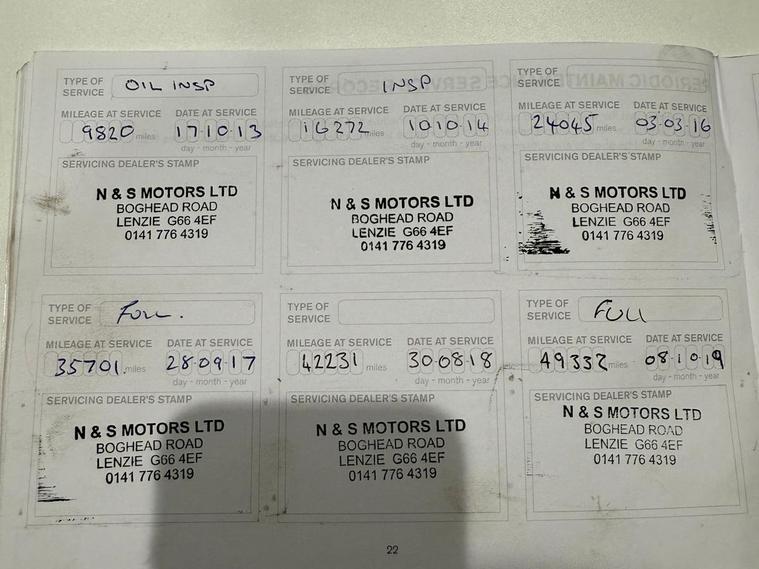 TYPE OF SERVICE OIL INSP
MILEAGE AT SERVICE DATE AT SERVICE
9820 miles 17·10·13
day - month - year
SERVICING DEALER'S STAMP
N & S MOTORS LTD
BOGHEAD ROAD
LENZIE G66 4EF
0141 776 4319
TYPE OF SERVICE INSP
MILEAGE AT SERVICE DATE AT SERVICE
16272 miles 10·10·14
day - month - year
SERVICING DEALER'S STAMP
N & S MOTORS LTD
BOGHEAD ROAD
LENZIE G66 4EF
0141 776 4319
TYPE OF SERVICE
MILEAGE AT SERVICE DATE AT SERVICE
24045 miles 03·03·16
day - month - year
SERVICING DEALER'S STAMP
N & S MOTORS LTD
BOGHEAD ROAD
LENZIE G66 4EF
0141 776 4319
TYPE OF SERVICE FULL.
MILEAGE AT SERVICE DATE AT SERVICE
35701 miles 28·09·17
day - month - year
SERVICING DEALER'S STAMP
N & S MOTORS LTD
BOGHEAD ROAD
LENZIE G66 4EF
0141 776 4319
TYPE OF SERVICE
MILEAGE AT SERVICE DATE AT SERVICE
42231 miles 30·08·18
day - month - year
SERVICING DEALER'S STAMP
N & S MOTORS LTD
BOGHEAD ROAD
LENZIE G66 4EF
0141 776 4319
TYPE OF SERVICE FULL
MILEAGE AT SERVICE DATE AT SERVICE
49332 miles 08·10·19
day - month - year
SERVICING DEALER'S STAMP
N & S MOTORS LTD
BOGHEAD ROAD
LENZIE G66 4EF
0141 776 4319
22